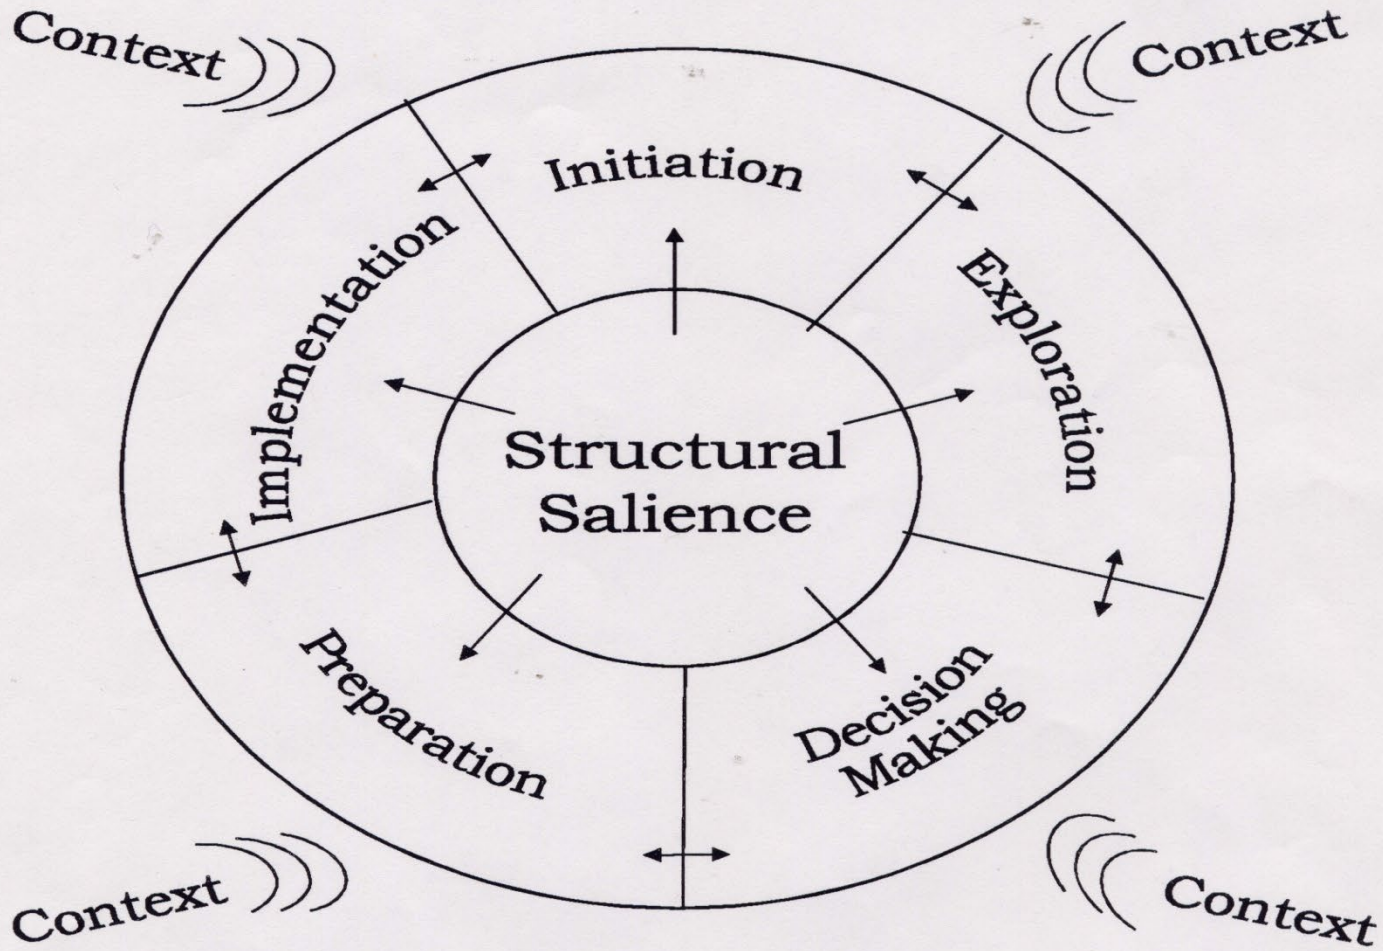 Context
Context
Initiation
Implementation
Exploration
Structural
Salience
Preparation
Decision
Making
Context
Context